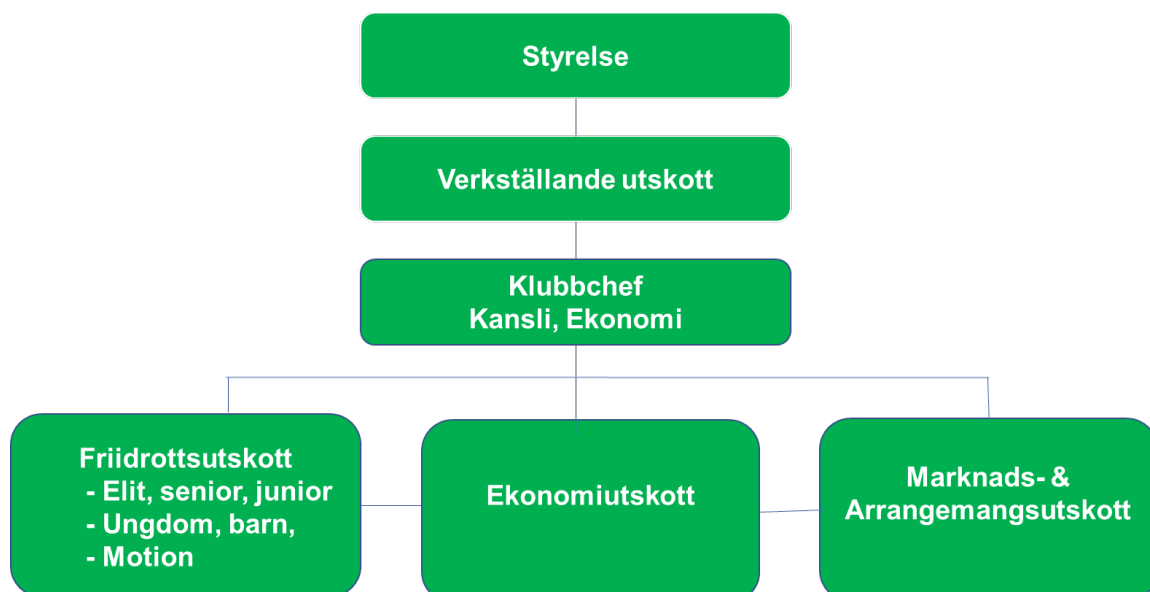 Styrelse
Verkställande utskott
Klubbchef
Kansli, Ekonomi
Friidrottsutskott
- Elit, senior, junior
- Ungdom, barn,
- Motion
Ekonomiutskott
Marknads- &
Arrangemangsutskott